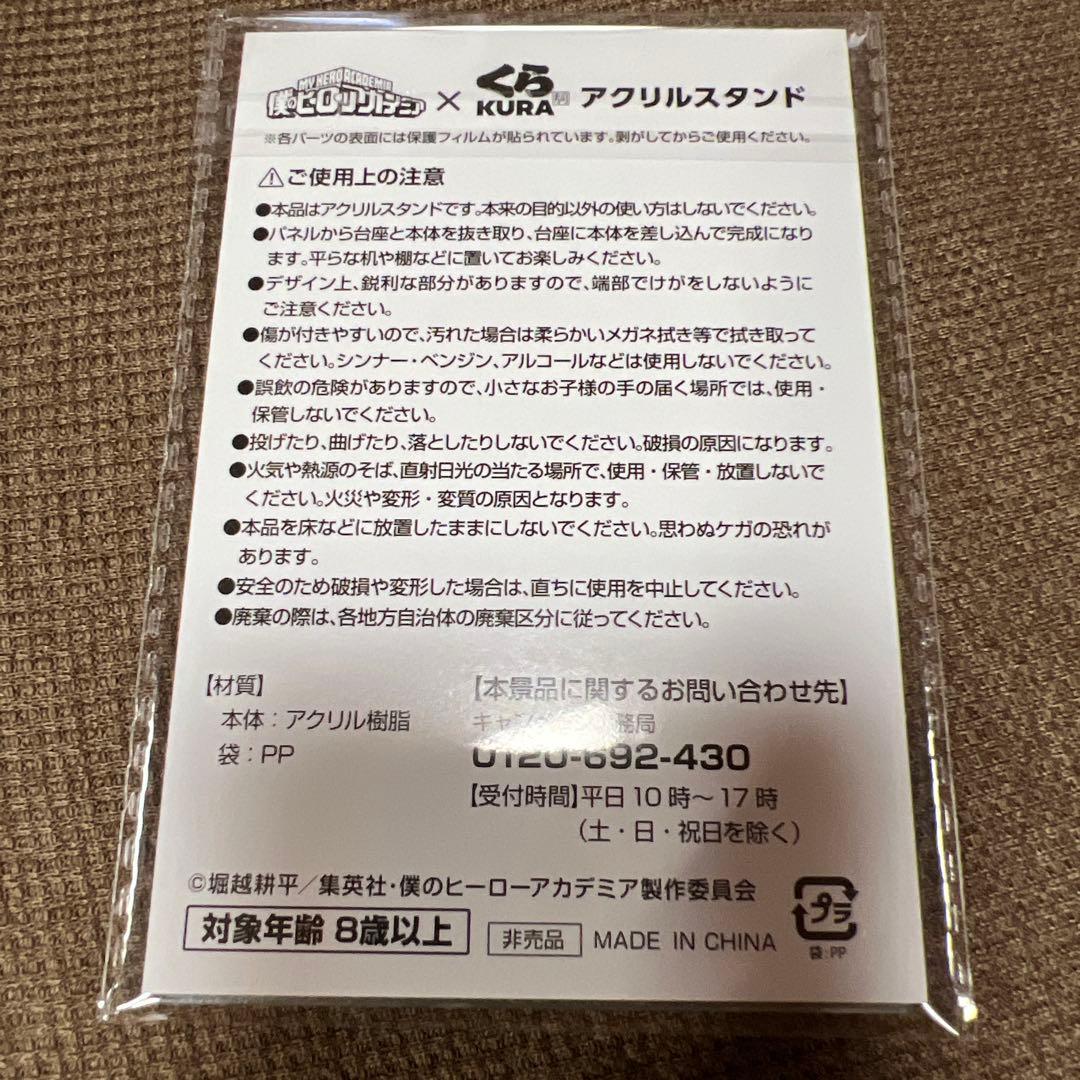 MY HERO ACADEMIA
僕のヒーローアカデミア × くら KURA アクリルスタンド
※各パーツの表面には保護フィルムが貼られています。剥がしてからご使用ください。
⚠ご使用上の注意
●本品はアクリルスタンドです。本来の目的以外の使い方はしないでください。
●パネルから台座と本体を抜き取り、台座に本体を差し込んで完成になり
ます。平らな机や棚などに置いてお楽しみください。
●デザイン上、鋭利な部分がありますので、端部でけがをしないように
ご注意ください。
●傷が付きやすいので、汚れた場合は柔らかいメガネ拭き等で拭き取って
ください。シンナー・ベンジン、アルコールなどは使用しないでください。
●誤飲の危険がありますので、小さなお子様の手の届く場所では、使用・
保管しないでください。
●投げたり、曲げたり、落としたりしないでください。破損の原因になります。
●火気や熱源のそば、直射日光の当たる場所で、使用・保管・放置しないで
ください。火災や変形・変質の原因となります。
●本品を床などに放置したままにしないでください。思わぬケガの恐れが
あります。
●安全のため破損や変形した場合は、直ちに使用を中止してください。
●廃棄の際は、各地方自治体の廃棄区分に従ってください。
【材質】
本体：アクリル樹脂
袋：PP
【本景品に関するお問い合わせ先】
務局
0120-692-430
【受付時間】平日10時～17時
（土・日・祝日を除く）
©堀越耕平／集英社・僕のヒーローアカデミア製作委員会
対象年齢 8歳以上
非売品 MADE IN CHINA
プラ
袋:PP